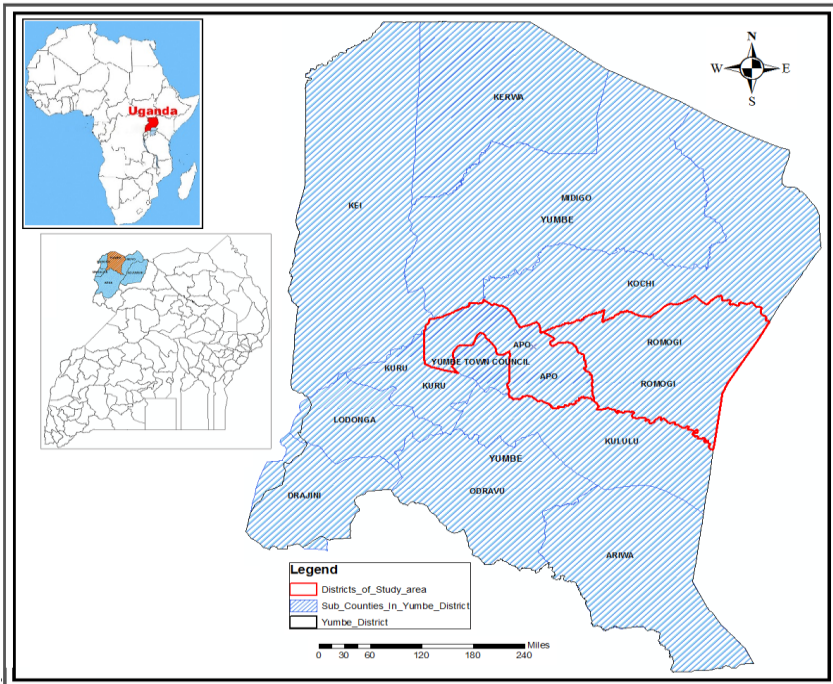 Uganda
N
W
E
S
KERWA
KEI
MIDIGO
YUMBE
KOCHI
APO
ROMOGI
YUMBE TOWN COUNCIL
KURU
APO
ROMOGI
KURU
LODONGA
KULULU
YUMBE
DRAJINI
ODRAVU
ARIWA
Legend
Districts_of_Study_area
Sub_Counties_In_Yumbe_District
Yumbe_District
Miles
0 30 60 120 180 240